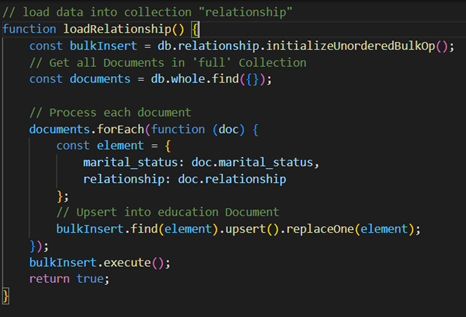 // load data into collection "relationship"
function loadRelationship() {
    const bulkInsert = db.relationship.initializeUnorderedBulkOp();
    // Get all Documents in 'full' Collection
    const documents = db.whole.find({});

    // Process each document
    documents.forEach(function (doc) {
        const element = {
            marital_status: doc.marital_status,
            relationship: doc.relationship
        };
        // Upsert into education Document
        bulkInsert.find(element).upsert().replaceOne(element);
    });
    bulkInsert.execute();
    return true;
}